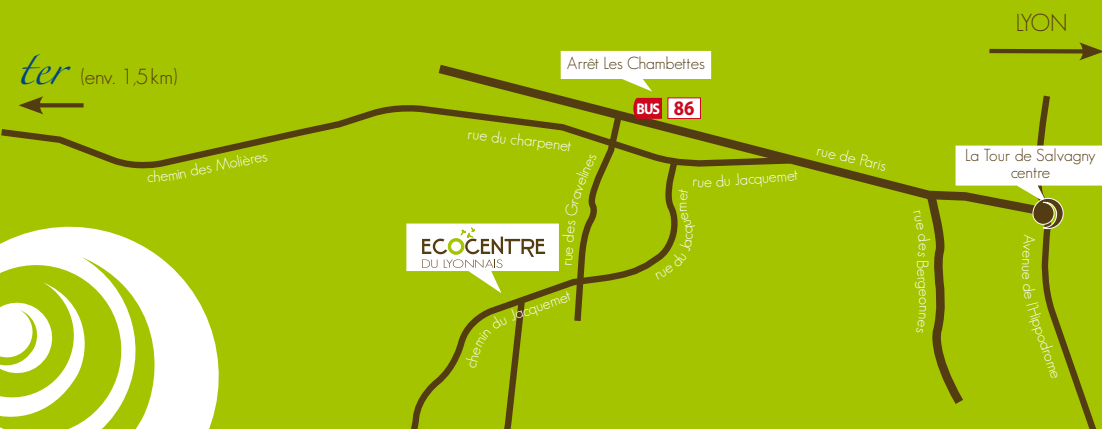 LYON
ter (env. 1,5 km)
Arrêt Les Chambettes
BUS 86
rue du charpenet
chemin des Molières
rue de Paris
La Tour de Salvagny
centre
rue du Jacquemet
rue des Gravelines
rue du Jacquemet
rue des Bergeonnes
Avenue de l'Hippodrome
ECOCENTRE
DU LYONNAIS
chemin du Jacquemet